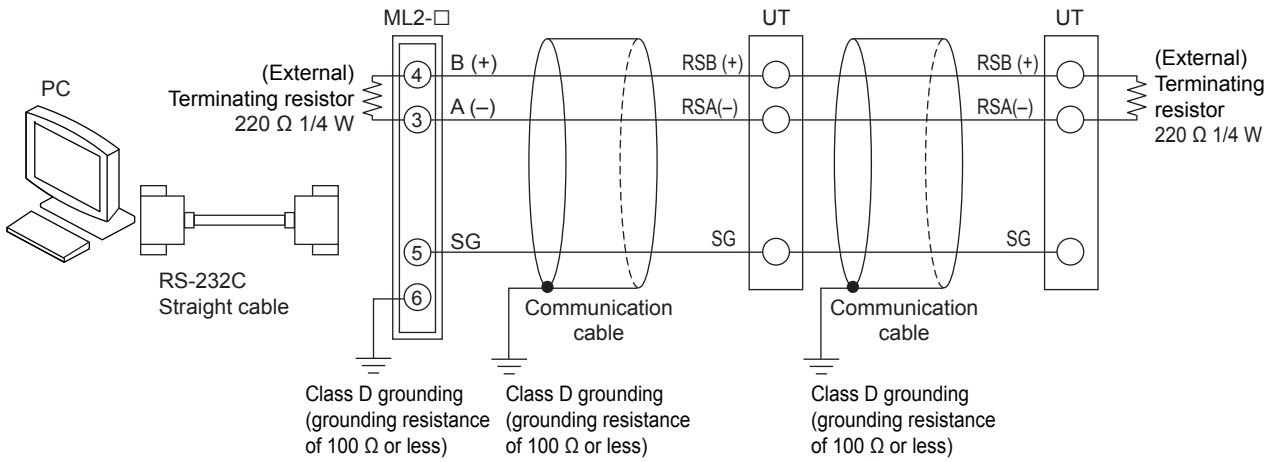 ML2-□
UT
UT
PC
(External)
Terminating resistor
220 Ω 1/4 W
4
B (+)
RSB (+)
RSB (+)
3
A (–)
RSA(–)
RSA(–)
(External)
Terminating
resistor
220 Ω 1/4 W
5
SG
SG
SG
6
RS-232C
Straight cable
Communication
cable
Communication
cable
Class D grounding
(grounding resistance
of 100 Ω or less)
Class D grounding
(grounding resistance
of 100 Ω or less)
Class D grounding
(grounding resistance
of 100 Ω or less)